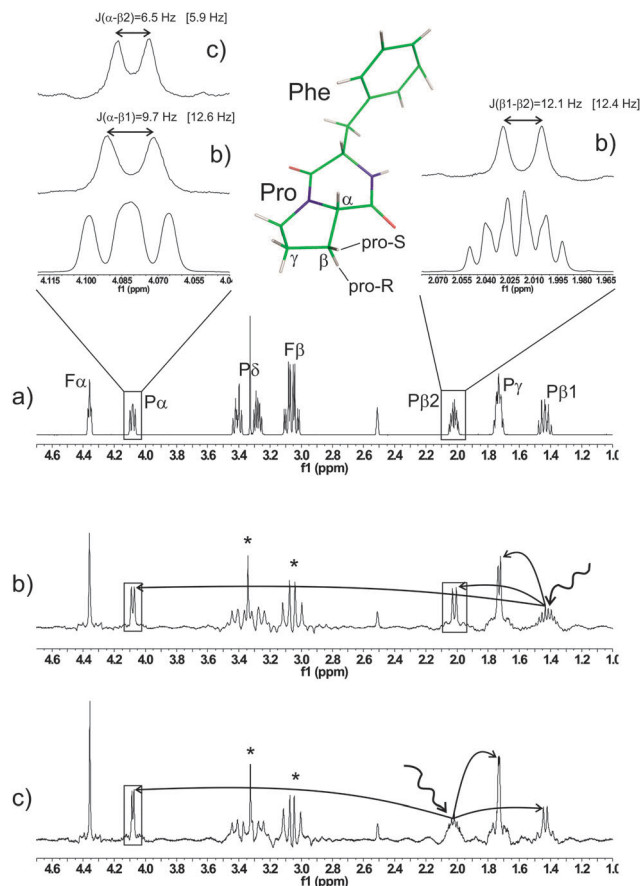 J(α-β2)=6.5 Hz [5.9 Hz]
c)
J(α-β1)=9.7 Hz [12.6 Hz]
b)
4.115 4.100 4.085 4.070 4.055 4.04
f1 (ppm)
Phe
Pro
α
γ
β
pro-S
pro-R
J(β1-β2)=12.1 Hz [12.4 Hz]
b)
2.070 2.055 2.040 2.025 2.010 1.995 1.980 1.965
f1 (ppm)
a)
Fα
Pα
Pδ
Fβ
Pβ2
Pγ
Pβ1
4.6 4.4 4.2 4.0 3.8 3.6 3.4 3.2 3.0 2.8 2.6 2.4 2.2 2.0 1.8 1.6 1.4 1.2 1.0
f1 (ppm)
b)
* *
4.6 4.4 4.2 4.0 3.8 3.6 3.4 3.2 3.0 2.8 2.6 2.4 2.2 2.0 1.8 1.6 1.4 1.2 1.0
f1 (ppm)
c)
* *
4.6 4.4 4.2 4.0 3.8 3.6 3.4 3.2 3.0 2.8 2.6 2.4 2.2 2.0 1.8 1.6 1.4 1.2 1.0
f1 (ppm)